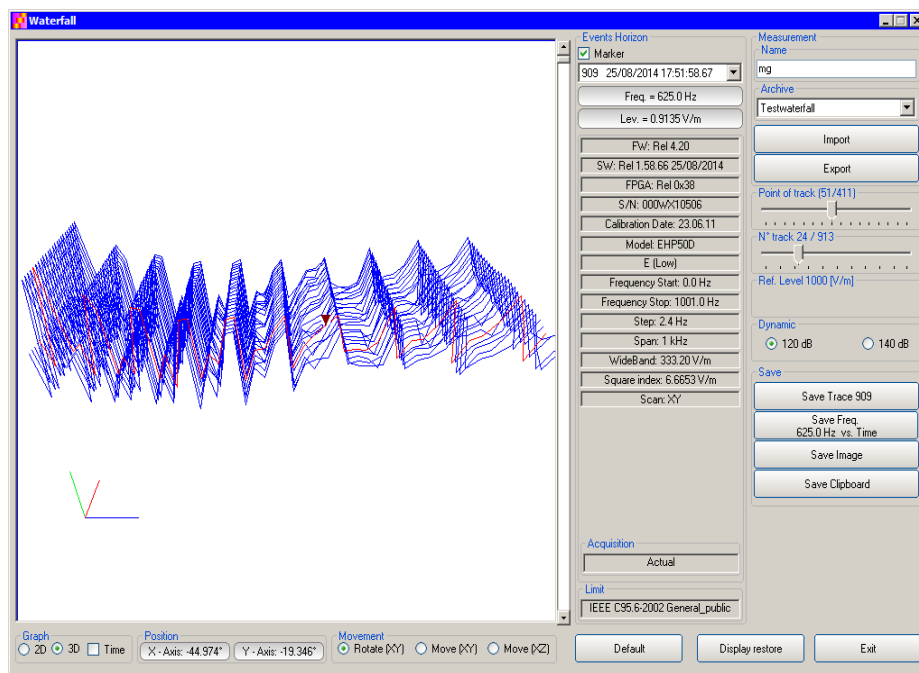 Waterfall
Events Horizon
Marker
909 25/08/2014 17:51:58.67
Freq. = 625.0 Hz
Lev. = 0.9135 V/m
FW: Rel 4.20
SW: Rel 1.58.66 25/08/2014
FPGA: Rel 0x38
S/N: 000WX10506
Calibration Date: 23.06.11
Model: EHP50D
E (Low)
Frequency Start: 0.0 Hz
Frequency Stop: 1001.0 Hz
Step: 2.4 Hz
Span: 1 kHz
WideBand: 333.20 V/m
Square index: 6.6653 V/m
Scan: XY
Acquisition
Actual
Limit
IEEE C95.6-2002 General_public
Measurement
Name
mg
Archive
Testwaterfall
Import
Export
Point of track (51/411)
N° track 24 / 913
Ref. Level 1000 [V/m]
Dynamic
120 dB 140 dB
Save
Save Trace 909
Save Freq.
625.0 Hz vs. Time
Save Image
Save Clipboard
Graph
2D 3D Time
Position
X - Axis: -44.974° Y - Axis: -19.346°
Movement
Rotate (XY) Move (XY) Move (XZ)
Default Display restore Exit